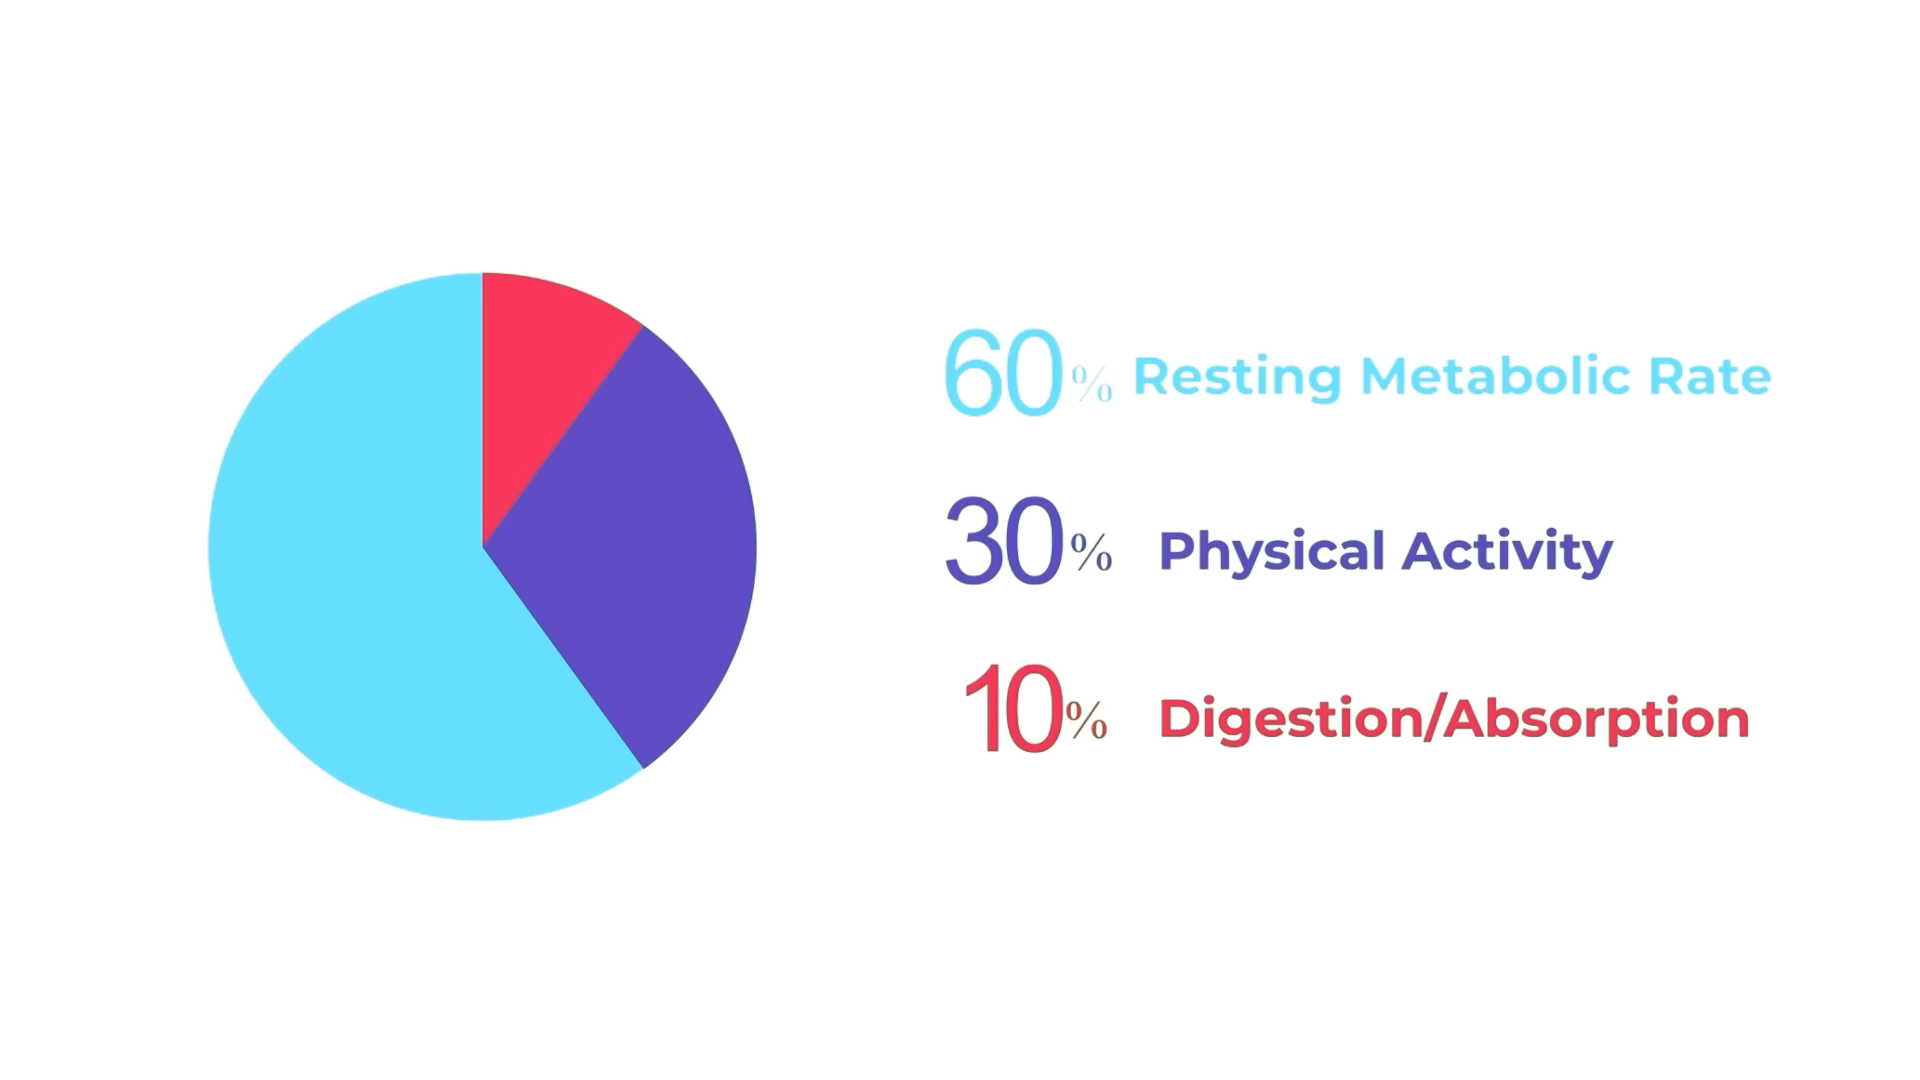 60% Resting Metabolic Rate
30% Physical Activity
10% Digestion/Absorption